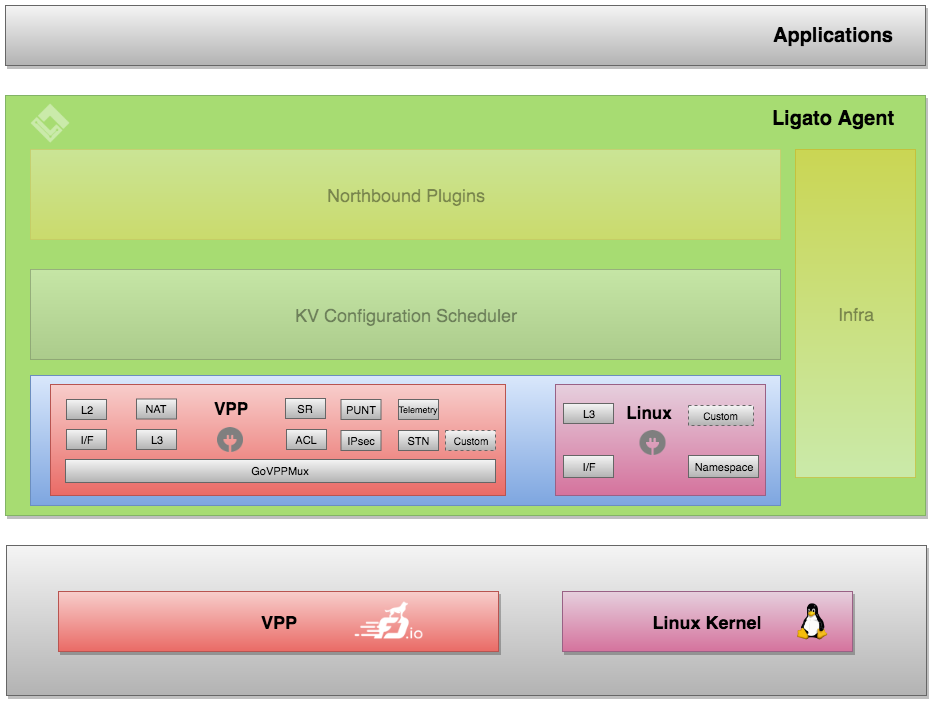 Applications
Ligato Agent
Northbound Plugins
Infra
KV Configuration Scheduler
L2
NAT
VPP
SR
PUNT
Telemetry
I/F
L3
ACL
IPsec
STN
Custom
GoVPPMux
L3
Linux
Custom
I/F
Namespace
VPP
FD.io
Linux Kernel